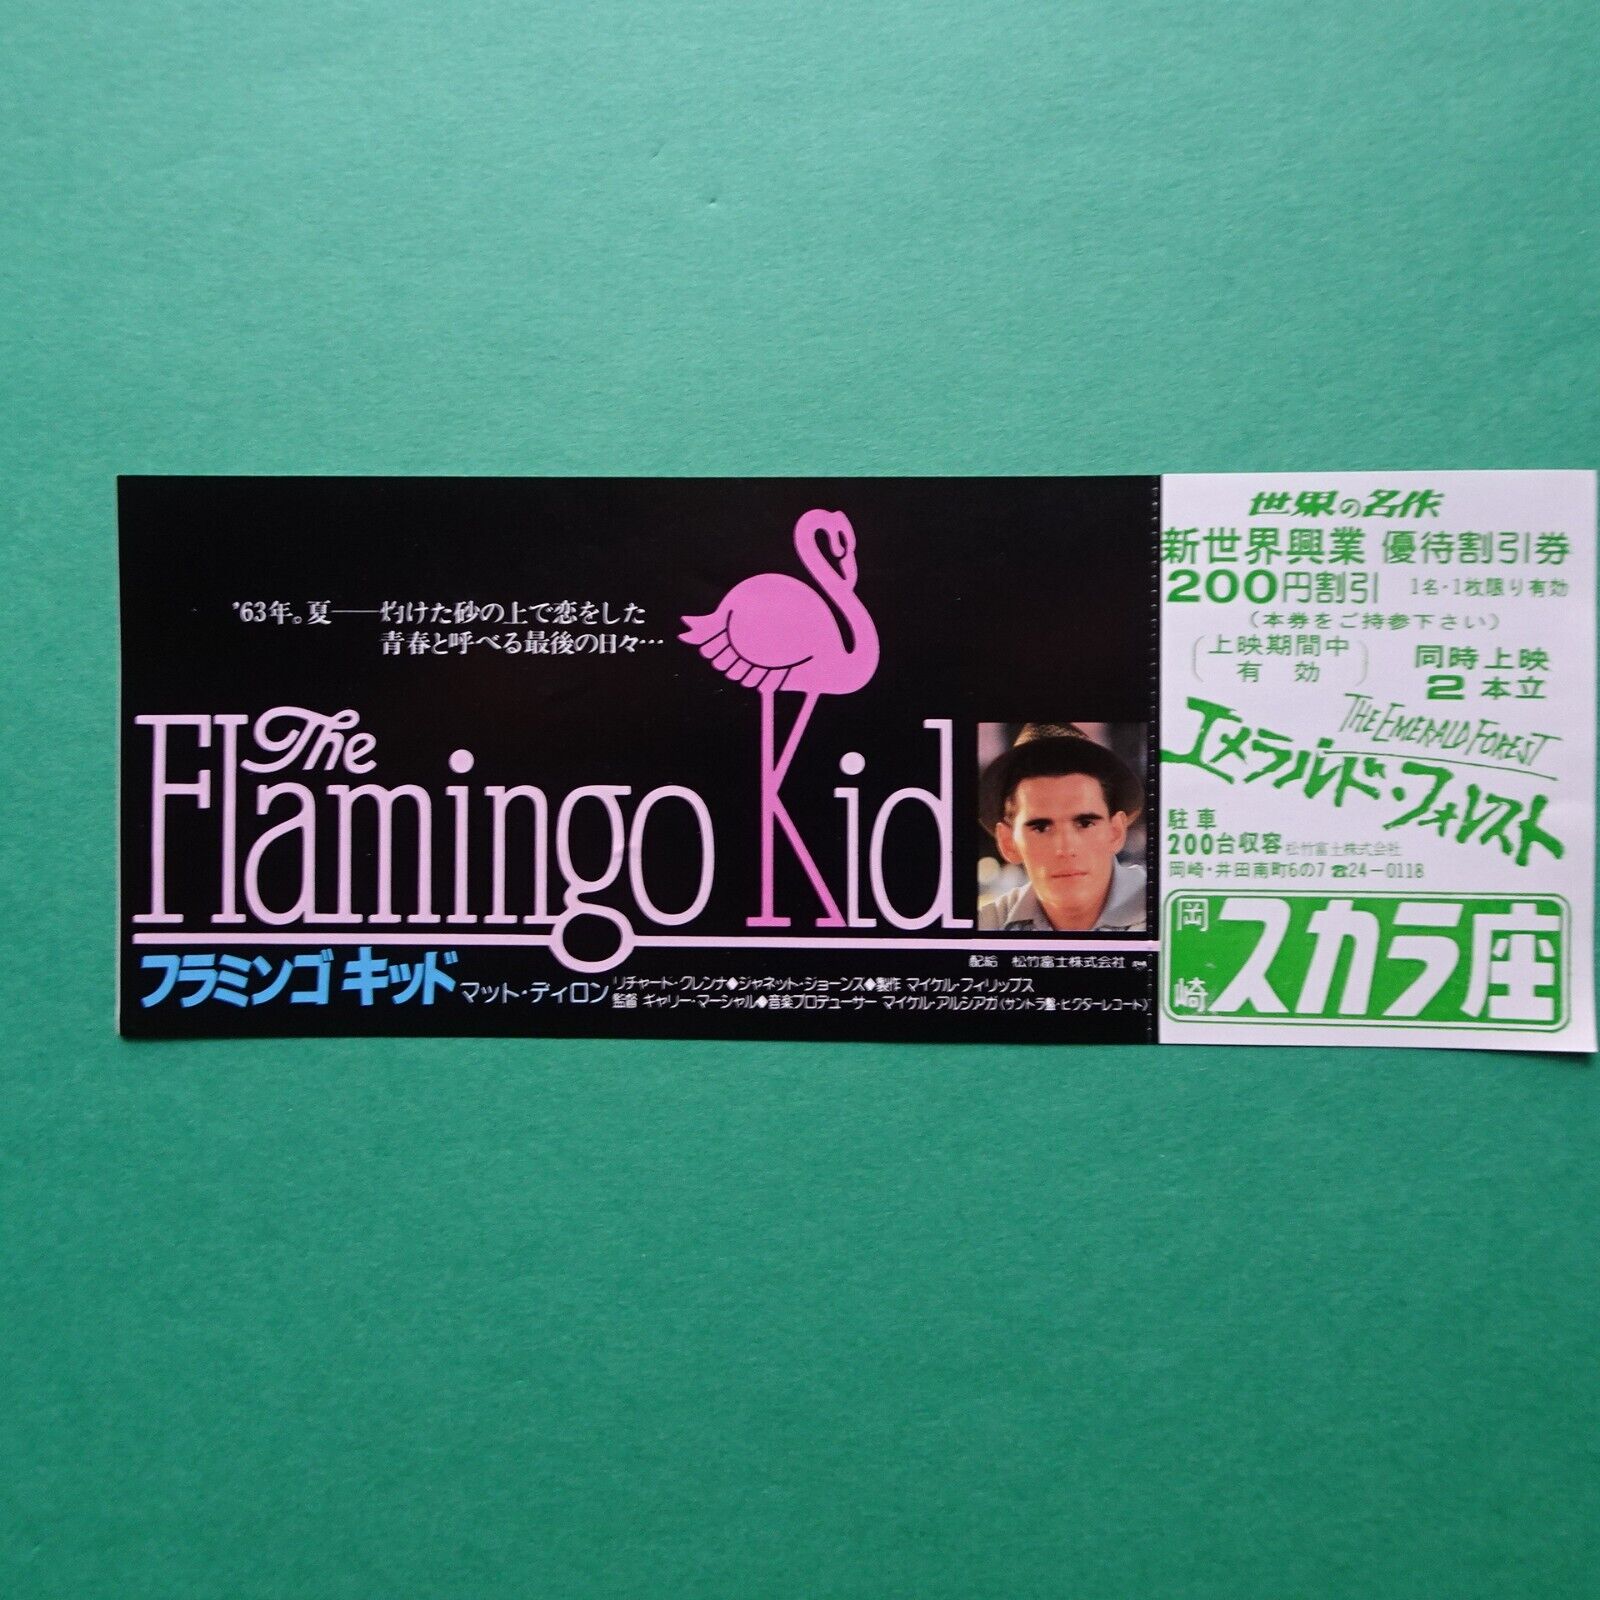 '63年。夏──灼けた砂の上で恋をした
青春と呼べる最後の日々…
The
Flamingo Kid
配給 松竹富士株式会社
フラミンゴ キッド
マット・ディロン
リチャード・クレンナ◆ジャネット・ジョーンズ◆製作 マイケル・フィリップス
監督 ギャリー・マーシャル◆音楽プロデューサー マイケル・アルシアガ(サントラ盤・ビクターレコード)
世界の名作
新世界興業 優待割引券
200円割引 1名・1枚限り有効
(本券をご持参下さい)
(上映期間中
有効)
同時上映
2本立
THE EMERALD FOREST
エメラルド・フォレスト
駐車
200台収容 松竹富士株式会社
岡崎・井田南町6の7 ☎24-0118
岡崎 スカラ座